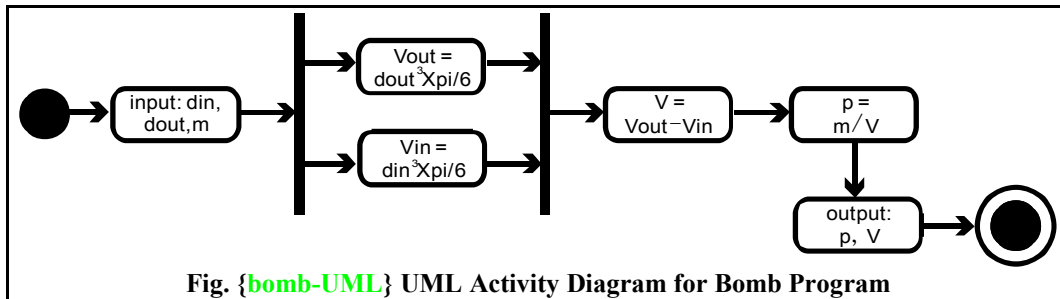 input: din,
dout,m
Vout =
dout³Xpi/6
Vin =
din³Xpi/6
V =
Vout−Vin
p =
m/V
output:
p, V
Fig. {bomb-UML} UML Activity Diagram for Bomb Program